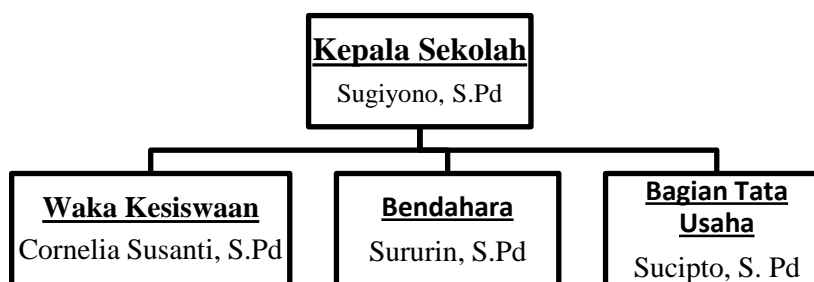 Kepala Sekolah
Sugiyono, S.Pd
Waka Kesiswaan
Cornelia Susanti, S.Pd
Bendahara
Sururin, S.Pd
Bagian Tata
Usaha
Sucipto, S. Pd